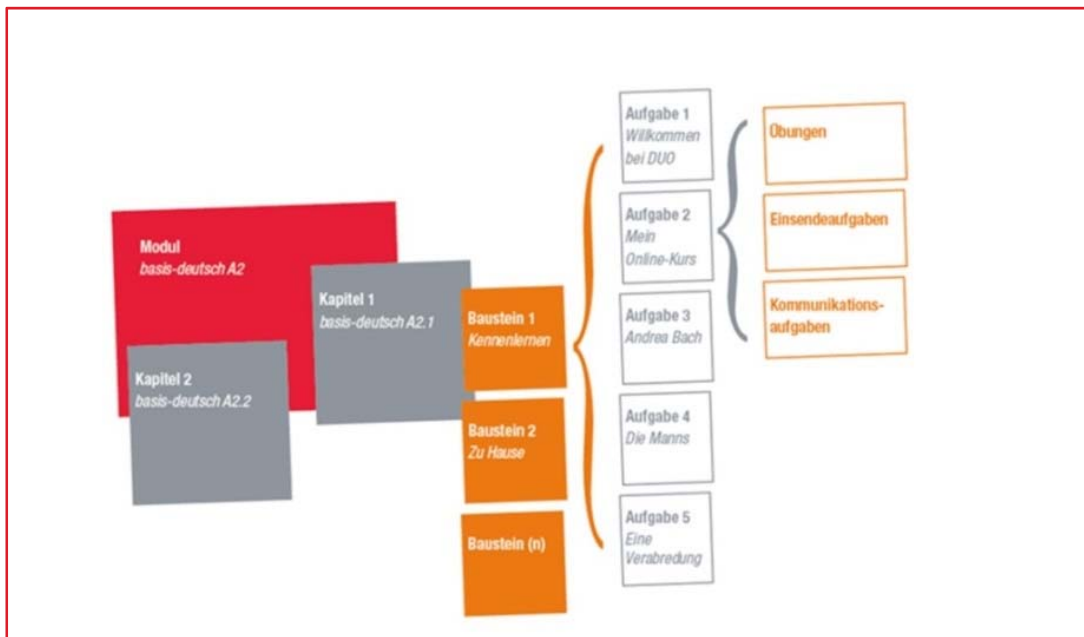 Modul
basis-deutsch A2
Kapitel 1
basis-deutsch A2.1
Kapitel 2
basis-deutsch A2.2
Baustein 1
Kennenlernen
Baustein 2
Zu Hause
Baustein (n)
Aufgabe 1
Willkommen
bei DUO
Aufgabe 2
Mein
Online-Kurs
Aufgabe 3
Andrea Bach
Aufgabe 4
Die Manns
Aufgabe 5
Eine
Verabredung
Übungen
Einsendeaufgaben
Kommunikations-
aufgaben